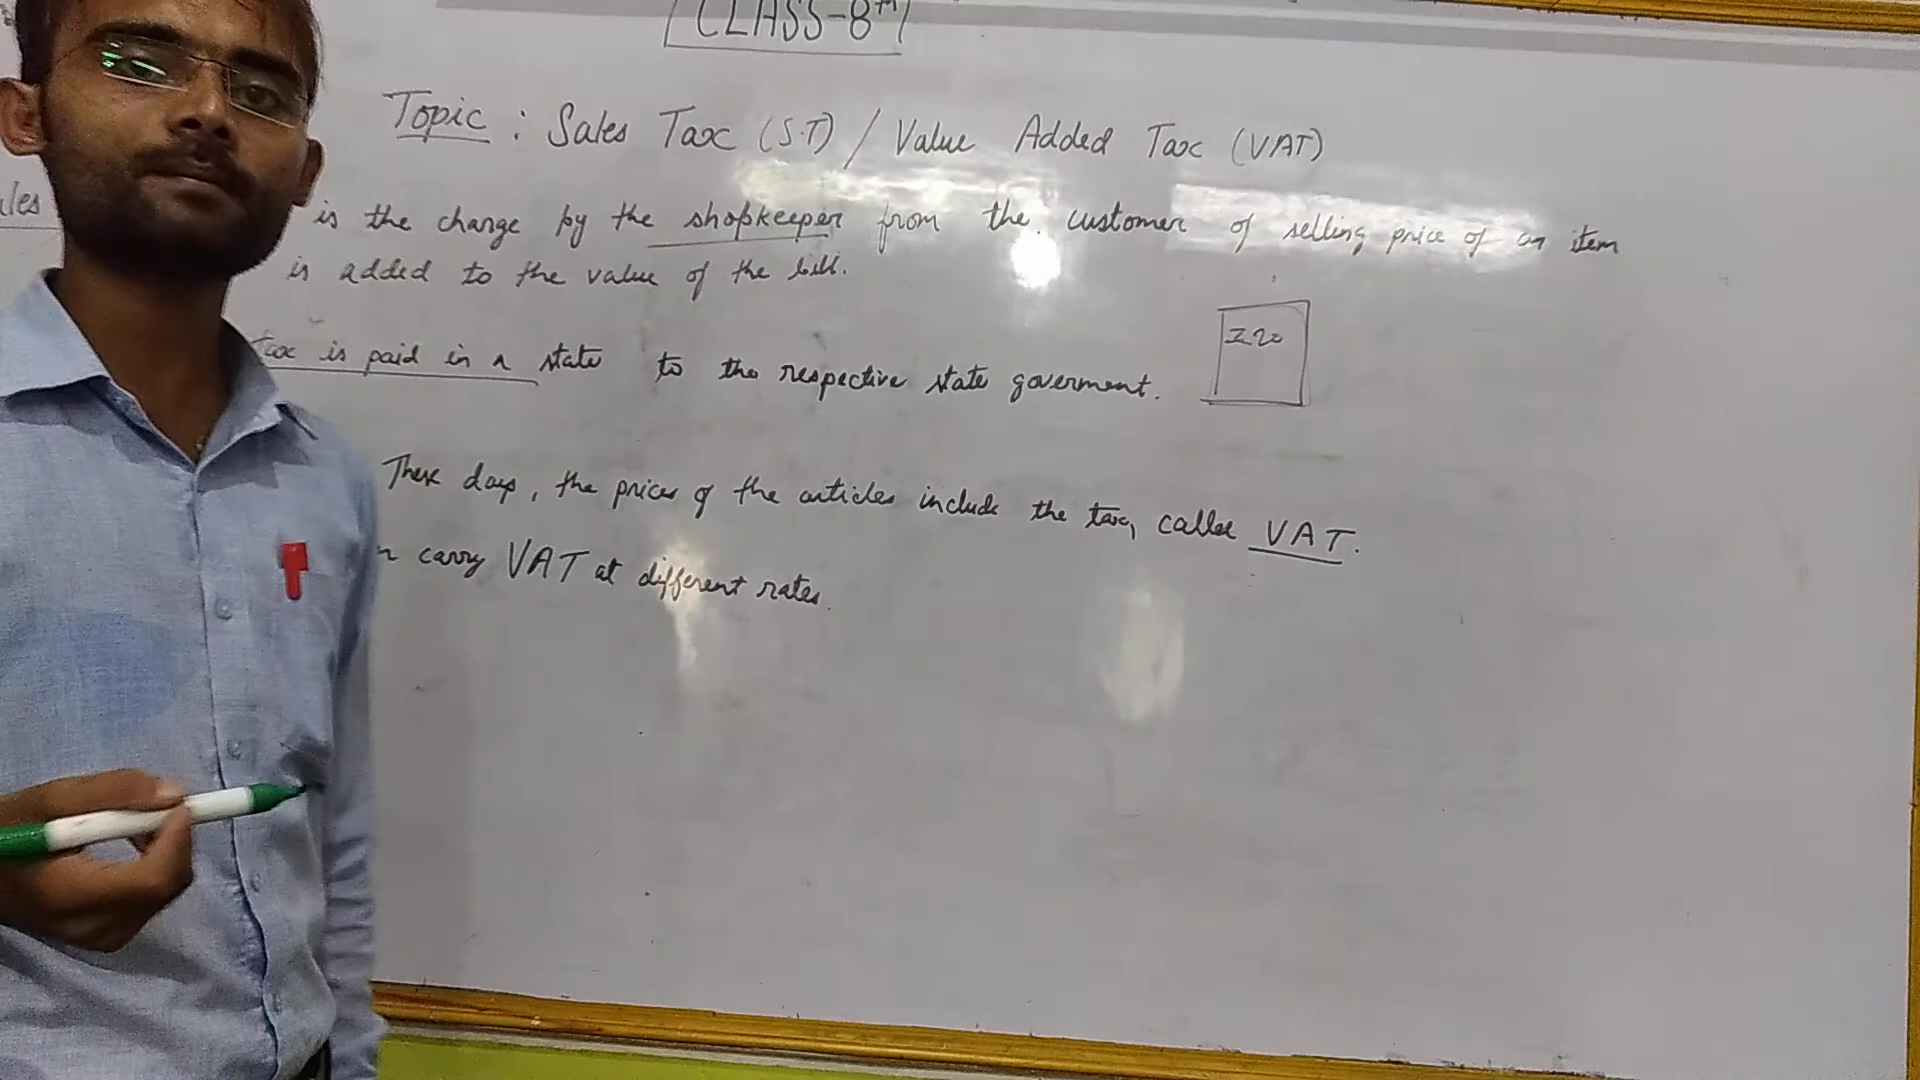 CLASS-8th
Topic : Sales Tax (S.T) / Value Added Tax (VAT)
is the charge by the shopkeeper from the customer of selling price of an item
is added to the value of the bill.
Tax is paid in a state to the respective state goverment.
I20
These days, the prices of the articles include the tax, called VAT.
carry VAT at different rates.